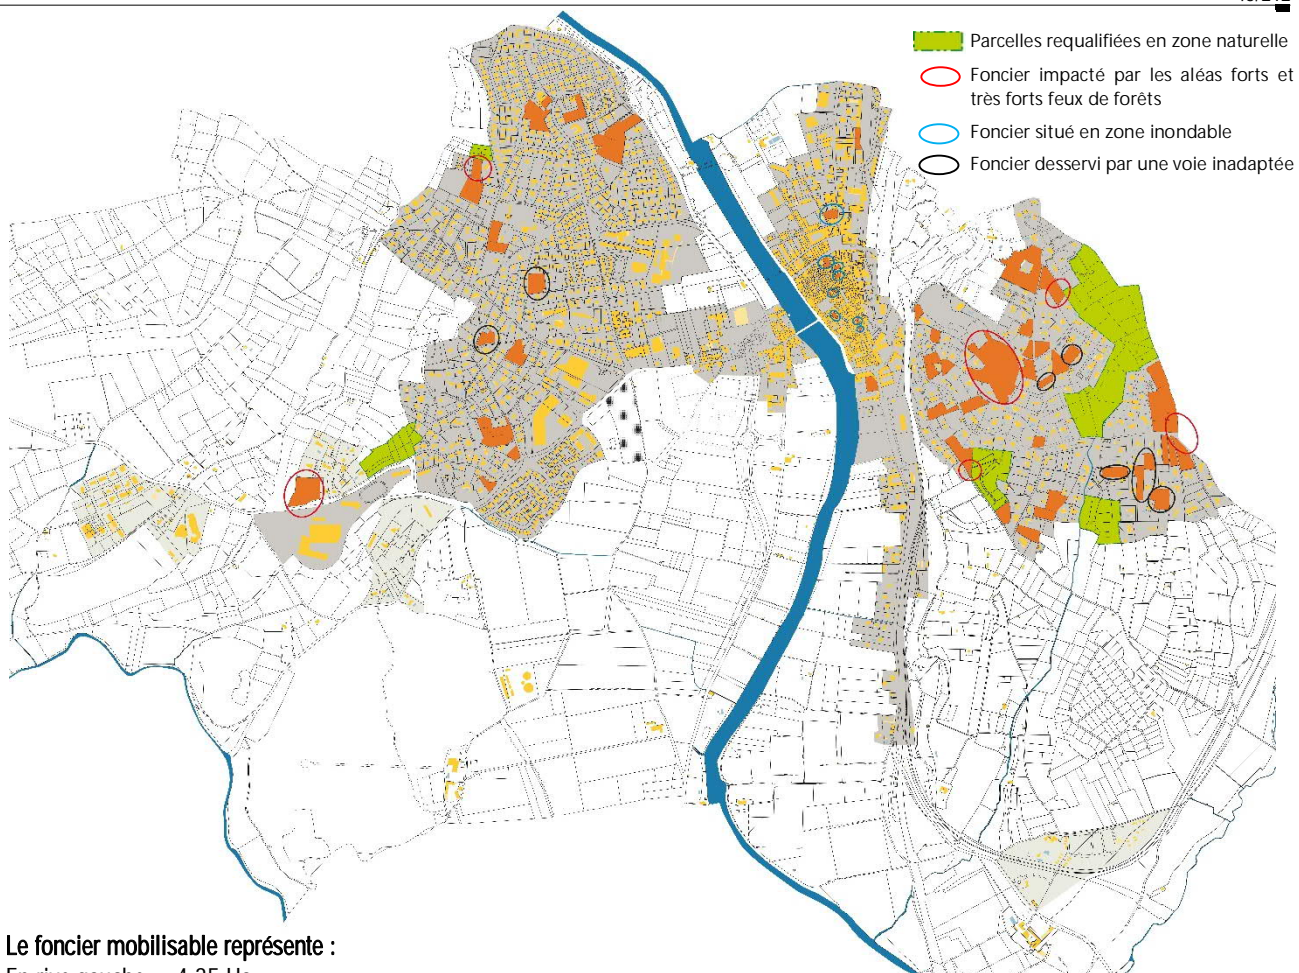 Parcelles requalifiées en zone naturelle
Foncier impacté par les aléas forts et
très forts feux de forêts
Foncier situé en zone inondable
Foncier desservi par une voie inadaptée
Le foncier mobilisable représente :